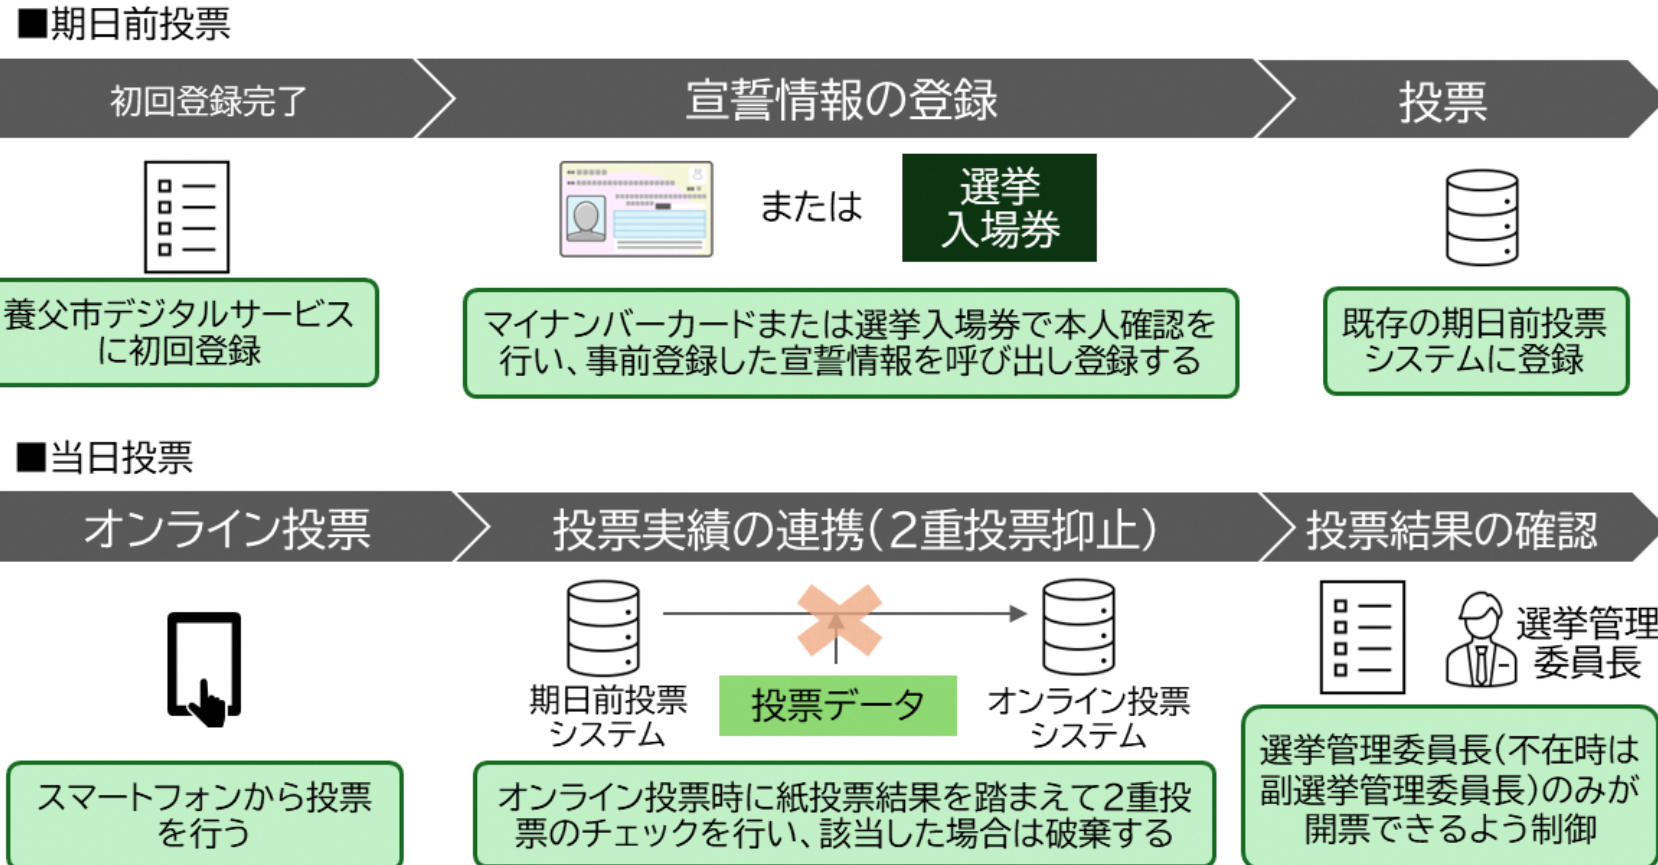 ■期日前投票
初回登録完了
宣誓情報の登録
投票
または
選挙
入場券
養父市デジタルサービス
に初回登録
マイナンバーカードまたは選挙入場券で本人確認を
行い、事前登録した宣誓情報を呼び出し登録する
既存の期日前投票
システムに登録
■当日投票
オンライン投票
投票実績の連携(2重投票抑止)
投票結果の確認
期日前投票
システム
投票データ
オンライン投票
システム
選挙管理
委員長
スマートフォンから投票
を行う
オンライン投票時に紙投票結果を踏まえて2重投
票のチェックを行い、該当した場合は破棄する
選挙管理委員長(不在時は
副選挙管理委員長)のみが
開票できるよう制御